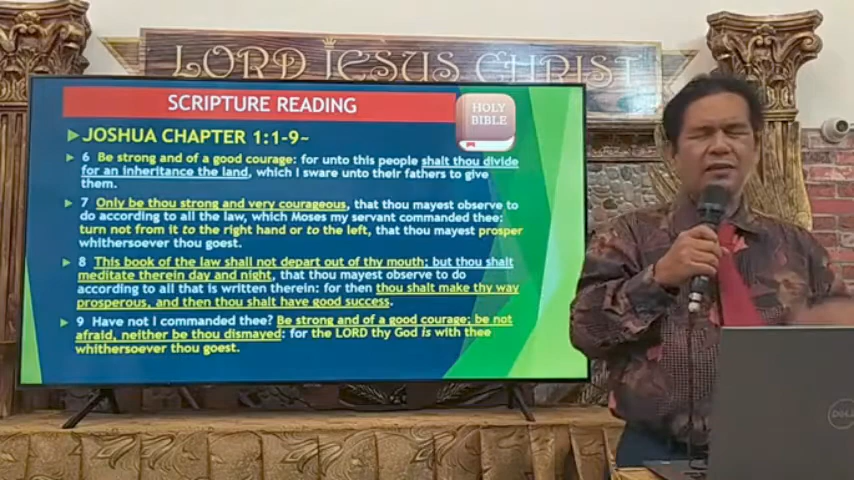 LORD JESUS CHRIST
SCRIPTURE READING
HOLY
BIBLE
JOSHUA CHAPTER 1:1-9~
6 Be strong and of a good courage: for unto this people shalt thou divide
for an inheritance the land, which I sware unto their fathers to give
them.
7 Only be thou strong and very courageous, that thou mayest observe to
do according to all the law, which Moses my servant commanded thee:
turn not from it to the right hand or to the left, that thou mayest prosper
whithersoever thou goest.
8 This book of the law shall not depart out of thy mouth; but thou shalt
meditate therein day and night, that thou mayest observe to do
according to all that is written therein: for then thou shalt make thy way
prosperous, and then thou shalt have good success.
9 Have not I commanded thee? Be strong and of a good courage; be not
afraid, neither be thou dismayed: for the LORD thy God is with thee
whithersoever thou goest.
DELL